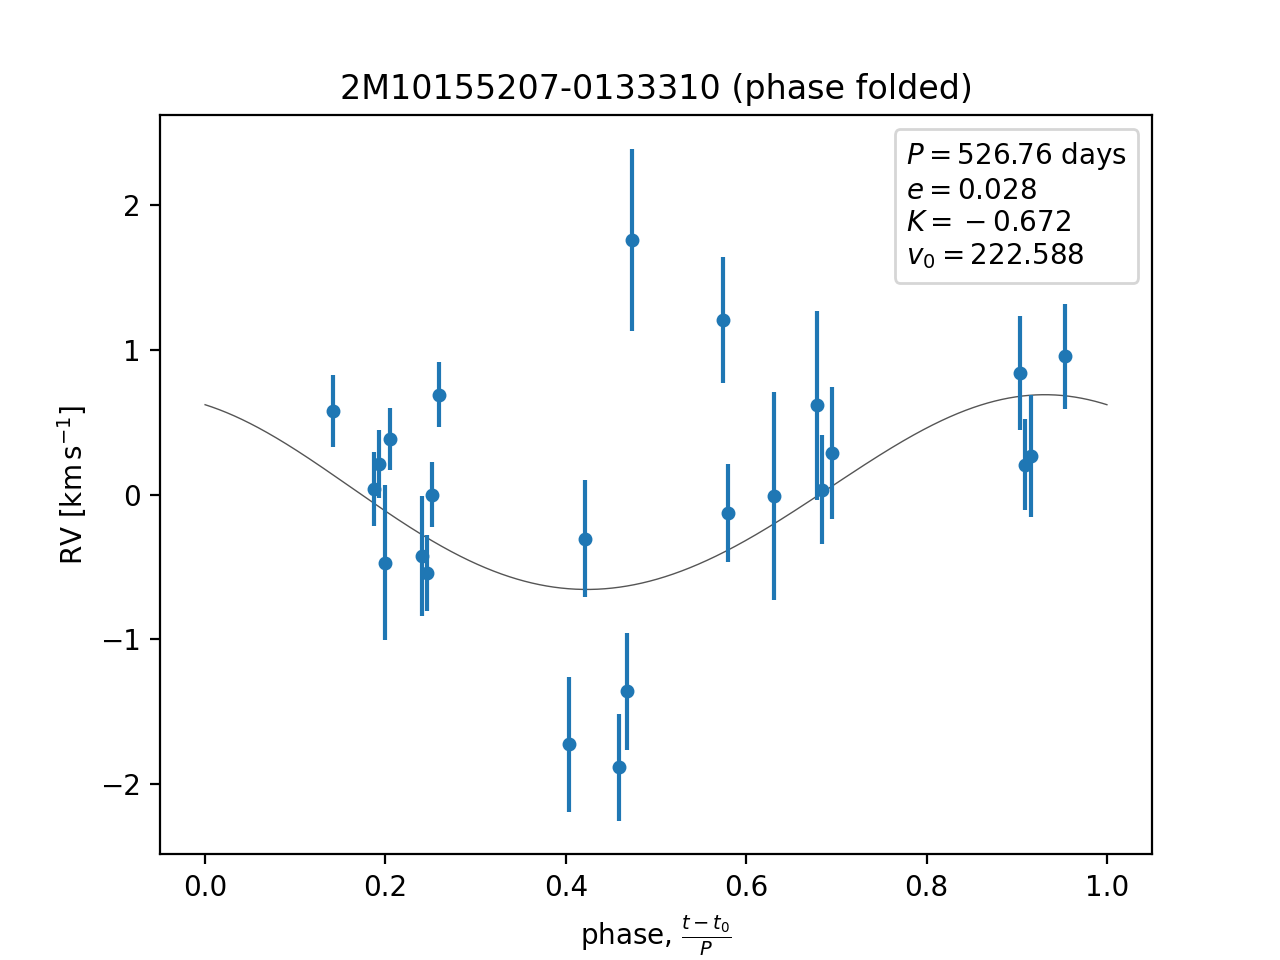 2M10155207-0133310 (phase folded)
P = 526.76 days
e = 0.028
K = −0.672
v₀ = 222.588
RV [km s⁻¹]
2
1
0
−1
−2
0.0 0.2 0.4 0.6 0.8 1.0
phase, (t − t₀)/P